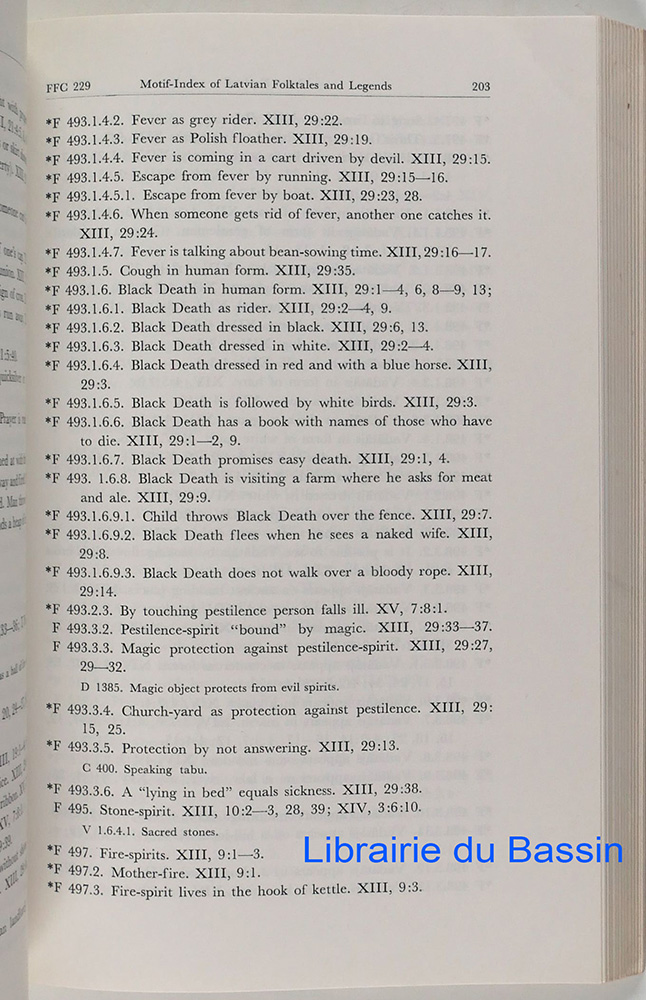 FFC 229 Motif-Index of Latvian Folktales and Legends 203
*F 493.1.4.2. Fever as grey rider. XIII, 29:22.
*F 493.1.4.3. Fever as Polish floather. XIII, 29:19.
*F 493.1.4.4. Fever is coming in a cart driven by devil. XIII, 29:15.
*F 493.1.4.5. Escape from fever by running. XIII, 29:15—16.
*F 493.1.4.5.1. Escape from fever by boat. XIII, 29:23, 28.
*F 493.1.4.6. When someone gets rid of fever, another one catches it.
XIII, 29:24.
*F 493.1.4.7. Fever is talking about bean-sowing time. XIII, 29:16—17.
*F 493.1.5. Cough in human form. XIII, 29:35.
*F 493.1.6. Black Death in human form. XIII, 29:1—4, 6, 8—9, 13;
*F 493.1.6.1. Black Death as rider. XIII, 29:2—4, 9.
*F 493.1.6.2. Black Death dressed in black. XIII, 29:6, 13.
*F 493.1.6.3. Black Death dressed in white. XIII, 29:2—4.
*F 493.1.6.4. Black Death dressed in red and with a blue horse. XIII,
29:3.
*F 493.1.6.5. Black Death is followed by white birds. XIII, 29:3.
*F 493.1.6.6. Black Death has a book with names of those who have
to die. XIII, 29:1—2, 9.
*F 493.1.6.7. Black Death promises easy death. XIII, 29:1, 4.
*F 493. 1.6.8. Black Death is visiting a farm where he asks for meat
and ale. XIII, 29:9.
*F 493.1.6.9.1. Child throws Black Death over the fence. XIII, 29:7.
*F 493.1.6.9.2. Black Death flees when he sees a naked wife. XIII,
29:8.
*F 493.1.6.9.3. Black Death does not walk over a bloody rope. XIII,
29:14.
*F 493.2.3. By touching pestilence person falls ill. XV, 7:8:1.
F 493.3.2. Pestilence-spirit “bound” by magic. XIII, 29:33—37.
F 493.3.3. Magic protection against pestilence-spirit. XIII, 29:27,
29—32.
D 1385. Magic object protects from evil spirits.
*F 493.3.4. Church-yard as protection against pestilence. XIII, 29:
15, 25.
*F 493.3.5. Protection by not answering. XIII, 29:13.
C 400. Speaking tabu.
*F 493.3.6. A “lying in bed” equals sickness. XIII, 29:38.
F 495. Stone-spirit. XIII, 10:2—3, 28, 39; XIV, 3:6:10.
V 1.6.4.1. Sacred stones.
*F 497. Fire-spirits. XIII, 9:1—3.
*F 497.2. Mother-fire. XIII, 9:1.
*F 497.3. Fire-spirit lives in the hook of kettle. XIII, 9:3.
Librairie du Bassin